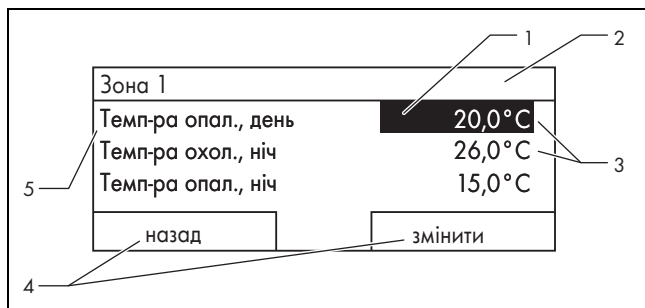 1
2
Зона 1
Темп-ра опал., день 20,0°C
Темп-ра охол., ніч 26,0°C
3
Темп-ра опал., ніч 15,0°C
5
назад змінити
4